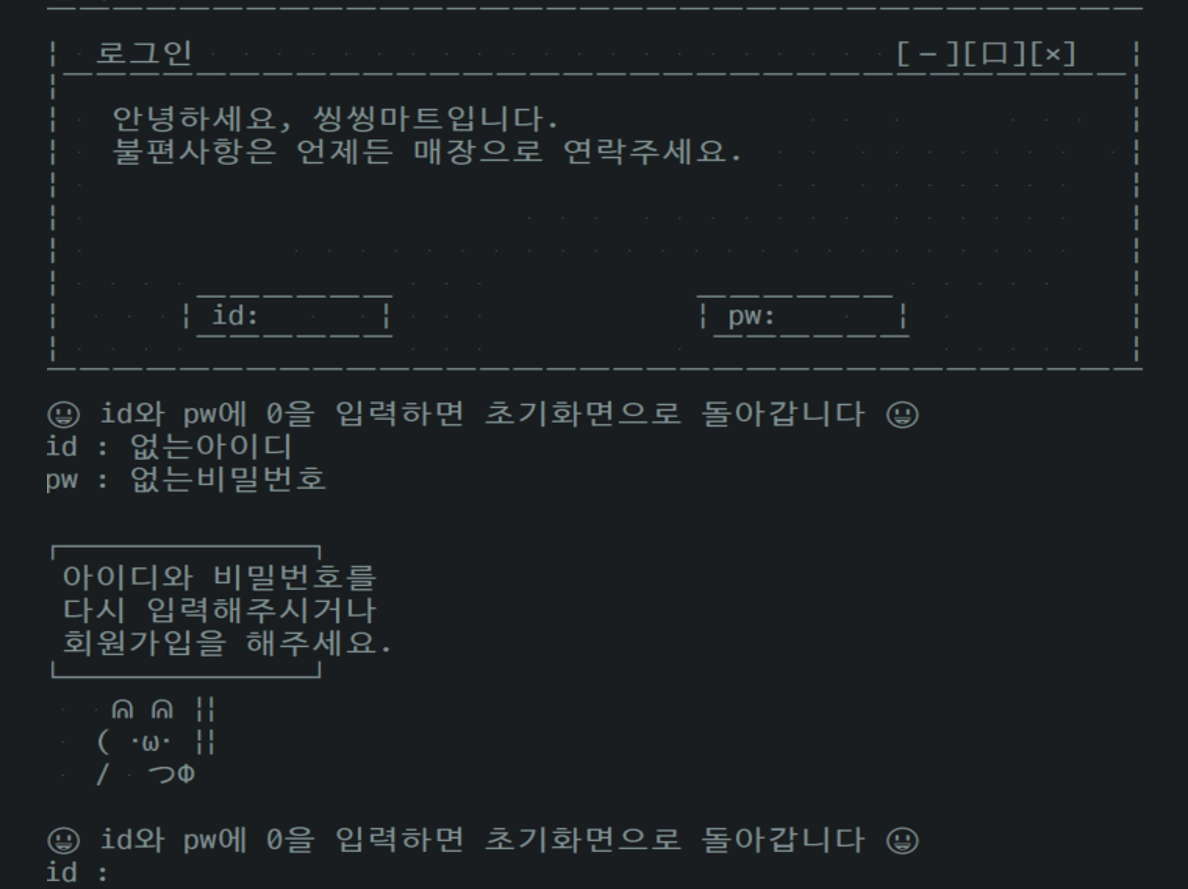 로그인 [－][口][×]
안녕하세요, 씽씽마트입니다.
불편사항은 언제든 매장으로 연락주세요.
id: pw:
😃 id와 pw에 0을 입력하면 초기화면으로 돌아갑니다 😃
id : 없는아이디
pw : 없는비밀번호
아이디와 비밀번호를
다시 입력해주시거나
회원가입을 해주세요.
( ·ω·
/ つΦ
😃 id와 pw에 0을 입력하면 초기화면으로 돌아갑니다 😃
id :